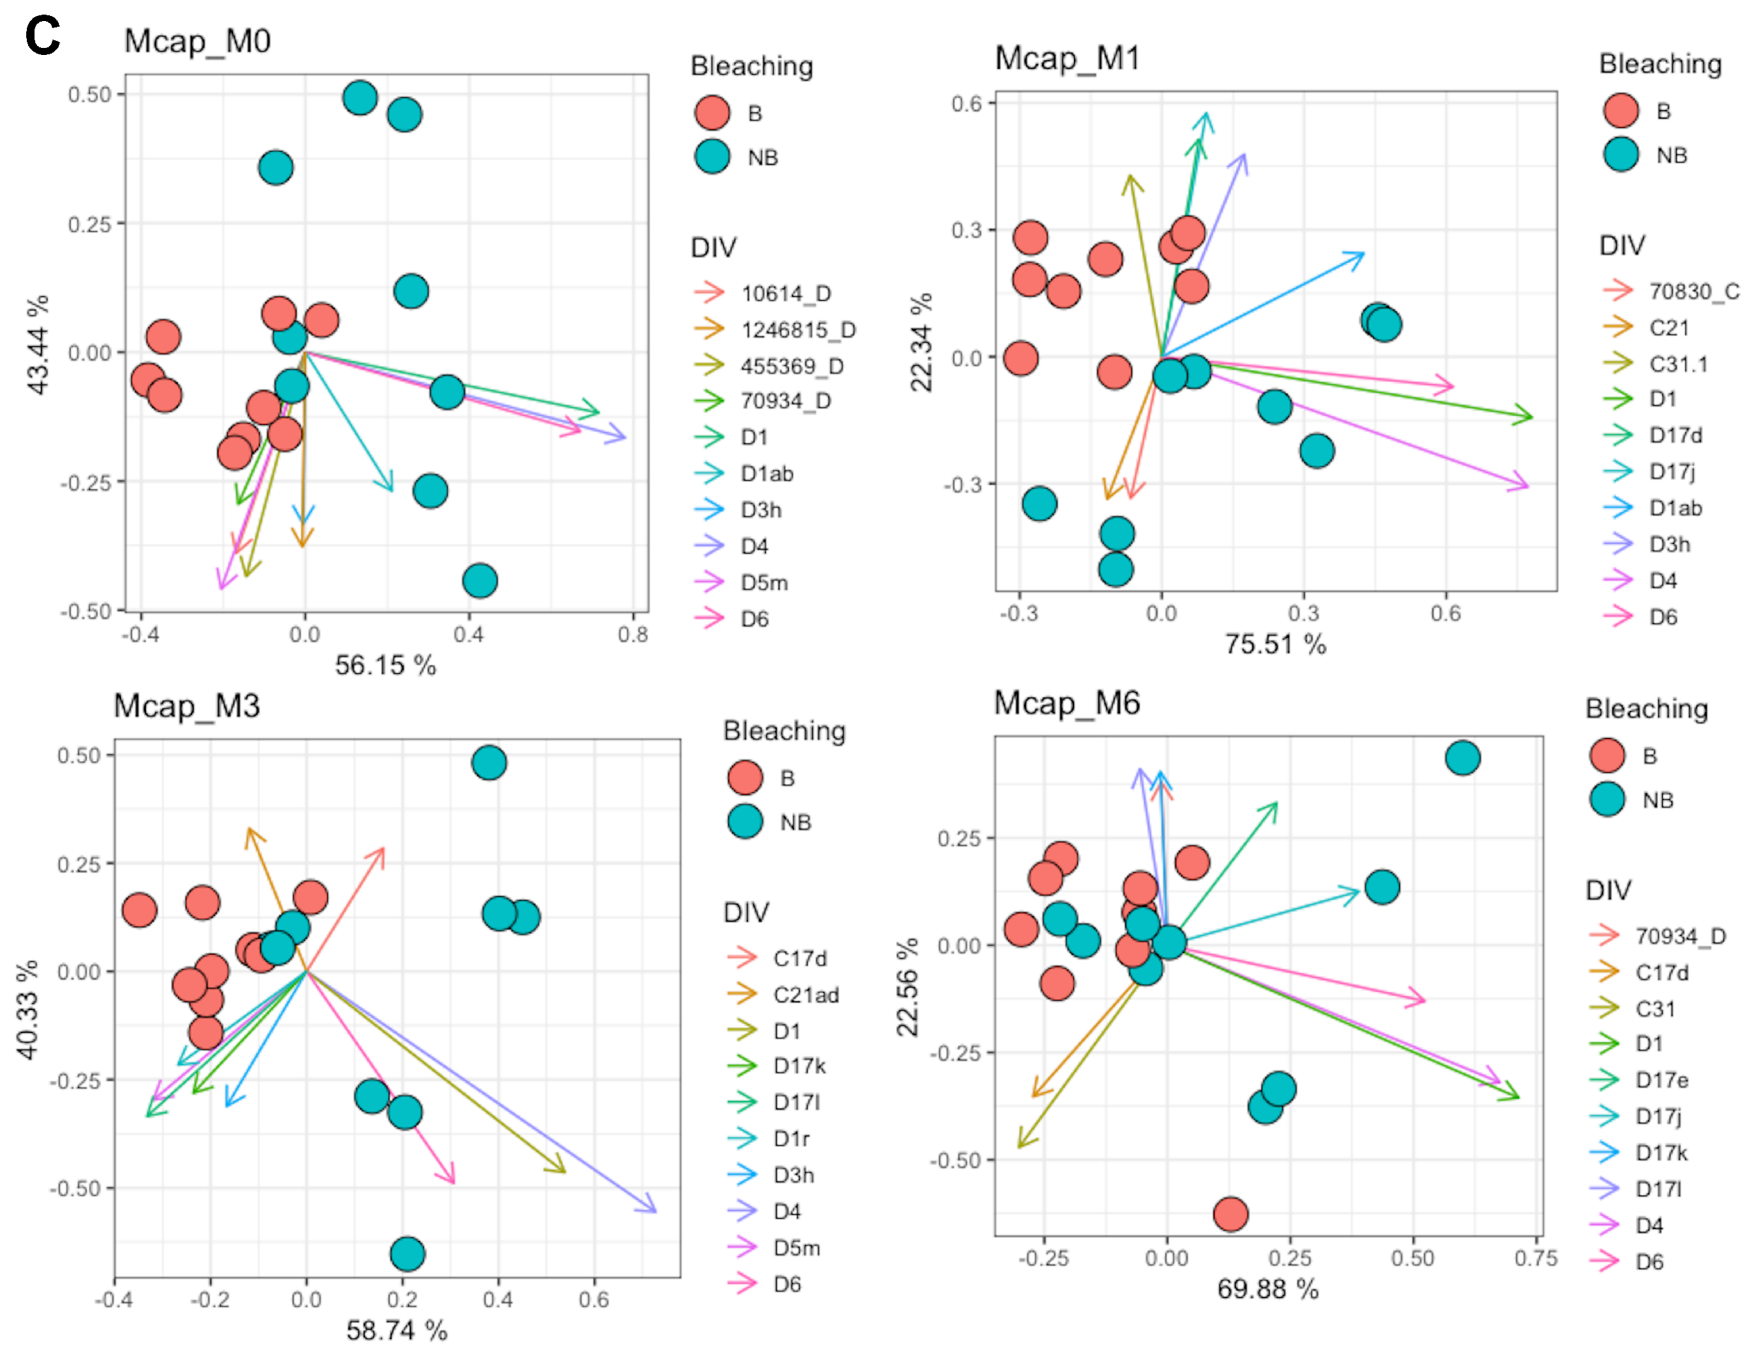 C
Mcap_M0
0.50
0.25
0.00
-0.25
-0.50
43.44 %
-0.4 0.0 0.4 0.8
56.15 %
Bleaching
B
NB
DIV
10614_D
1246815_D
455369_D
70934_D
D1
D1ab
D3h
D4
D5m
D6
Mcap_M1
0.6
0.3
0.0
-0.3
22.34 %
-0.3 0.0 0.3 0.6
75.51 %
Bleaching
B
NB
DIV
70830_C
C21
C31.1
D1
D17d
D17j
D1ab
D3h
D4
D6
Mcap_M3
0.50
0.25
0.00
-0.25
-0.50
40.33 %
-0.4 -0.2 0.0 0.2 0.4 0.6
58.74 %
Bleaching
B
NB
DIV
C17d
C21ad
D1
D17k
D17l
D1r
D3h
D4
D5m
D6
Mcap_M6
0.25
0.00
-0.25
-0.50
22.56 %
-0.25 0.00 0.25 0.50 0.75
69.88 %
Bleaching
B
NB
DIV
70934_D
C17d
C31
D1
D17e
D17j
D17k
D17l
D4
D6